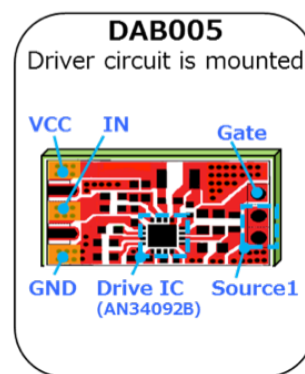 DAB005
Driver circuit is mounted
VCC
IN
Gate
GND
Drive IC
(AN34092B)
Source1